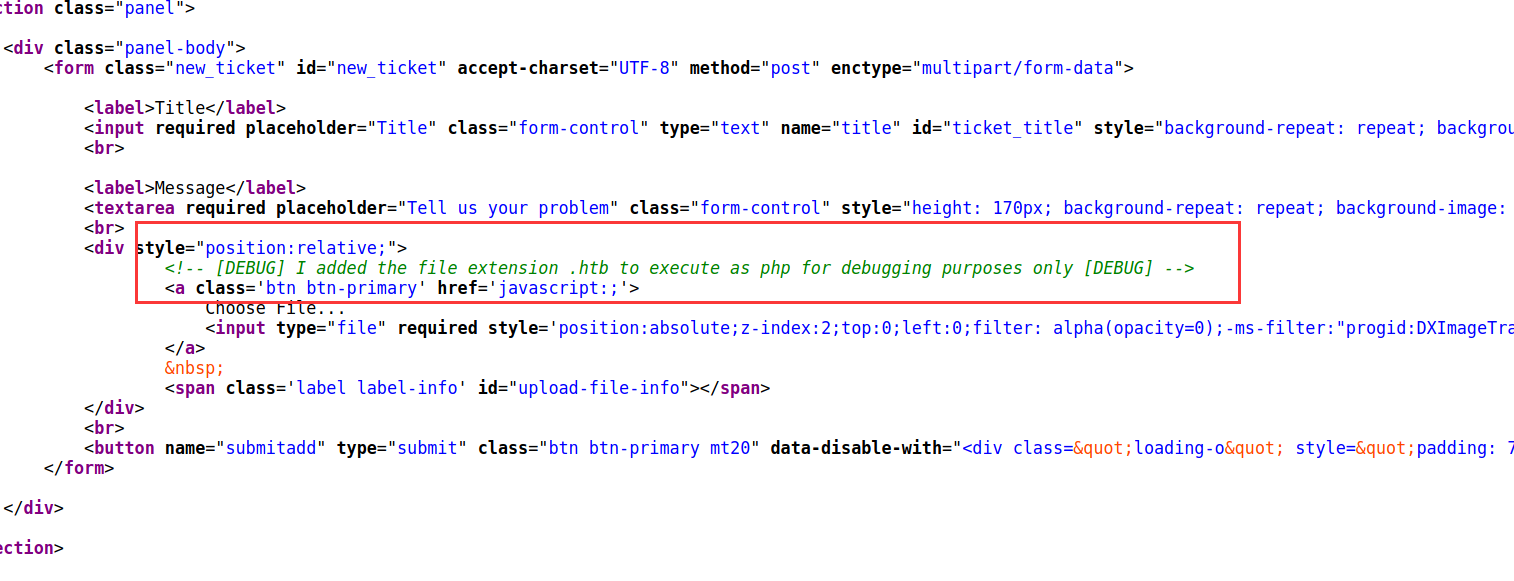 ction class="panel">
<div class="panel-body">
<form class="new_ticket" id="new_ticket" accept-charset="UTF-8" method="post" enctype="multipart/form-data">
<label>Title</label>
<input required placeholder="Title" class="form-control" type="text" name="title" id="ticket_title" style="background-repeat: repeat; backgrou
<br>
<label>Message</label>
<textarea required placeholder="Tell us your problem" class="form-control" style="height: 170px; background-repeat: repeat; background-image:
<br>
<div style="position:relative;">
<!-- [DEBUG] I added the file extension .htb to execute as php for debugging purposes only [DEBUG] -->
<a class='btn btn-primary' href='javascript:;'>
Choose File...
<input type="file" required style='position:absolute;z-index:2;top:0;left:0;filter: alpha(opacity=0);-ms-filter:"progid:DXImageTra
</a>
&nbsp;
<span class='label label-info' id="upload-file-info"></span>
</div>
<br>
<button name="submitadd" type="submit" class="btn btn-primary mt20" data-disable-with="<div class=&quot;loading-o&quot; style=&quot;padding: 7
</form>
</div>
ection>